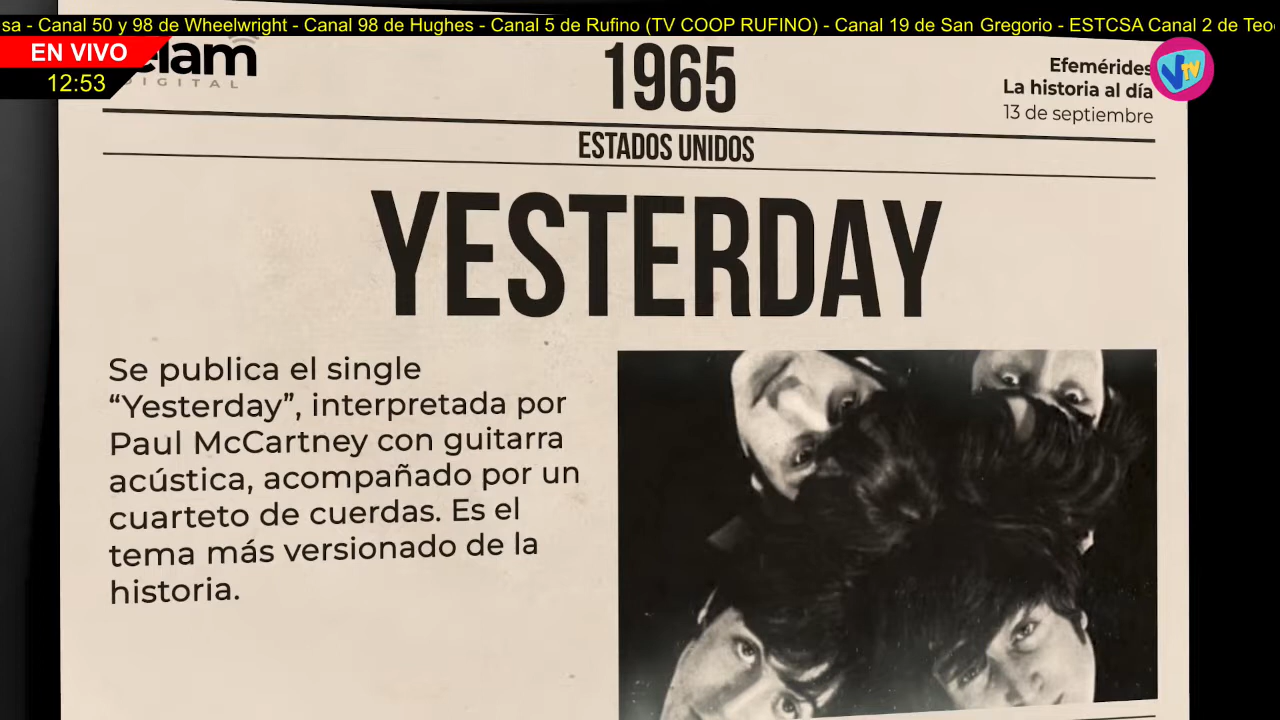 sa - Canal 50 y 98 de Wheelwright - Canal 98 de Hughes - Canal 5 de Rufino (TV COOP RUFINO) - Canal 19 de San Gregorio - ESTCSA Canal 2 de Teo
EN VIVO
12:53
elam
DIGITAL
1965
Efemérides
La historia al día
13 de septiembre
VTV
ESTADOS UNIDOS
YESTERDAY
Se publica el single
“Yesterday”, interpretada por
Paul McCartney con guitarra
acústica, acompañado por un
cuarteto de cuerdas. Es el
tema más versionado de la
historia.